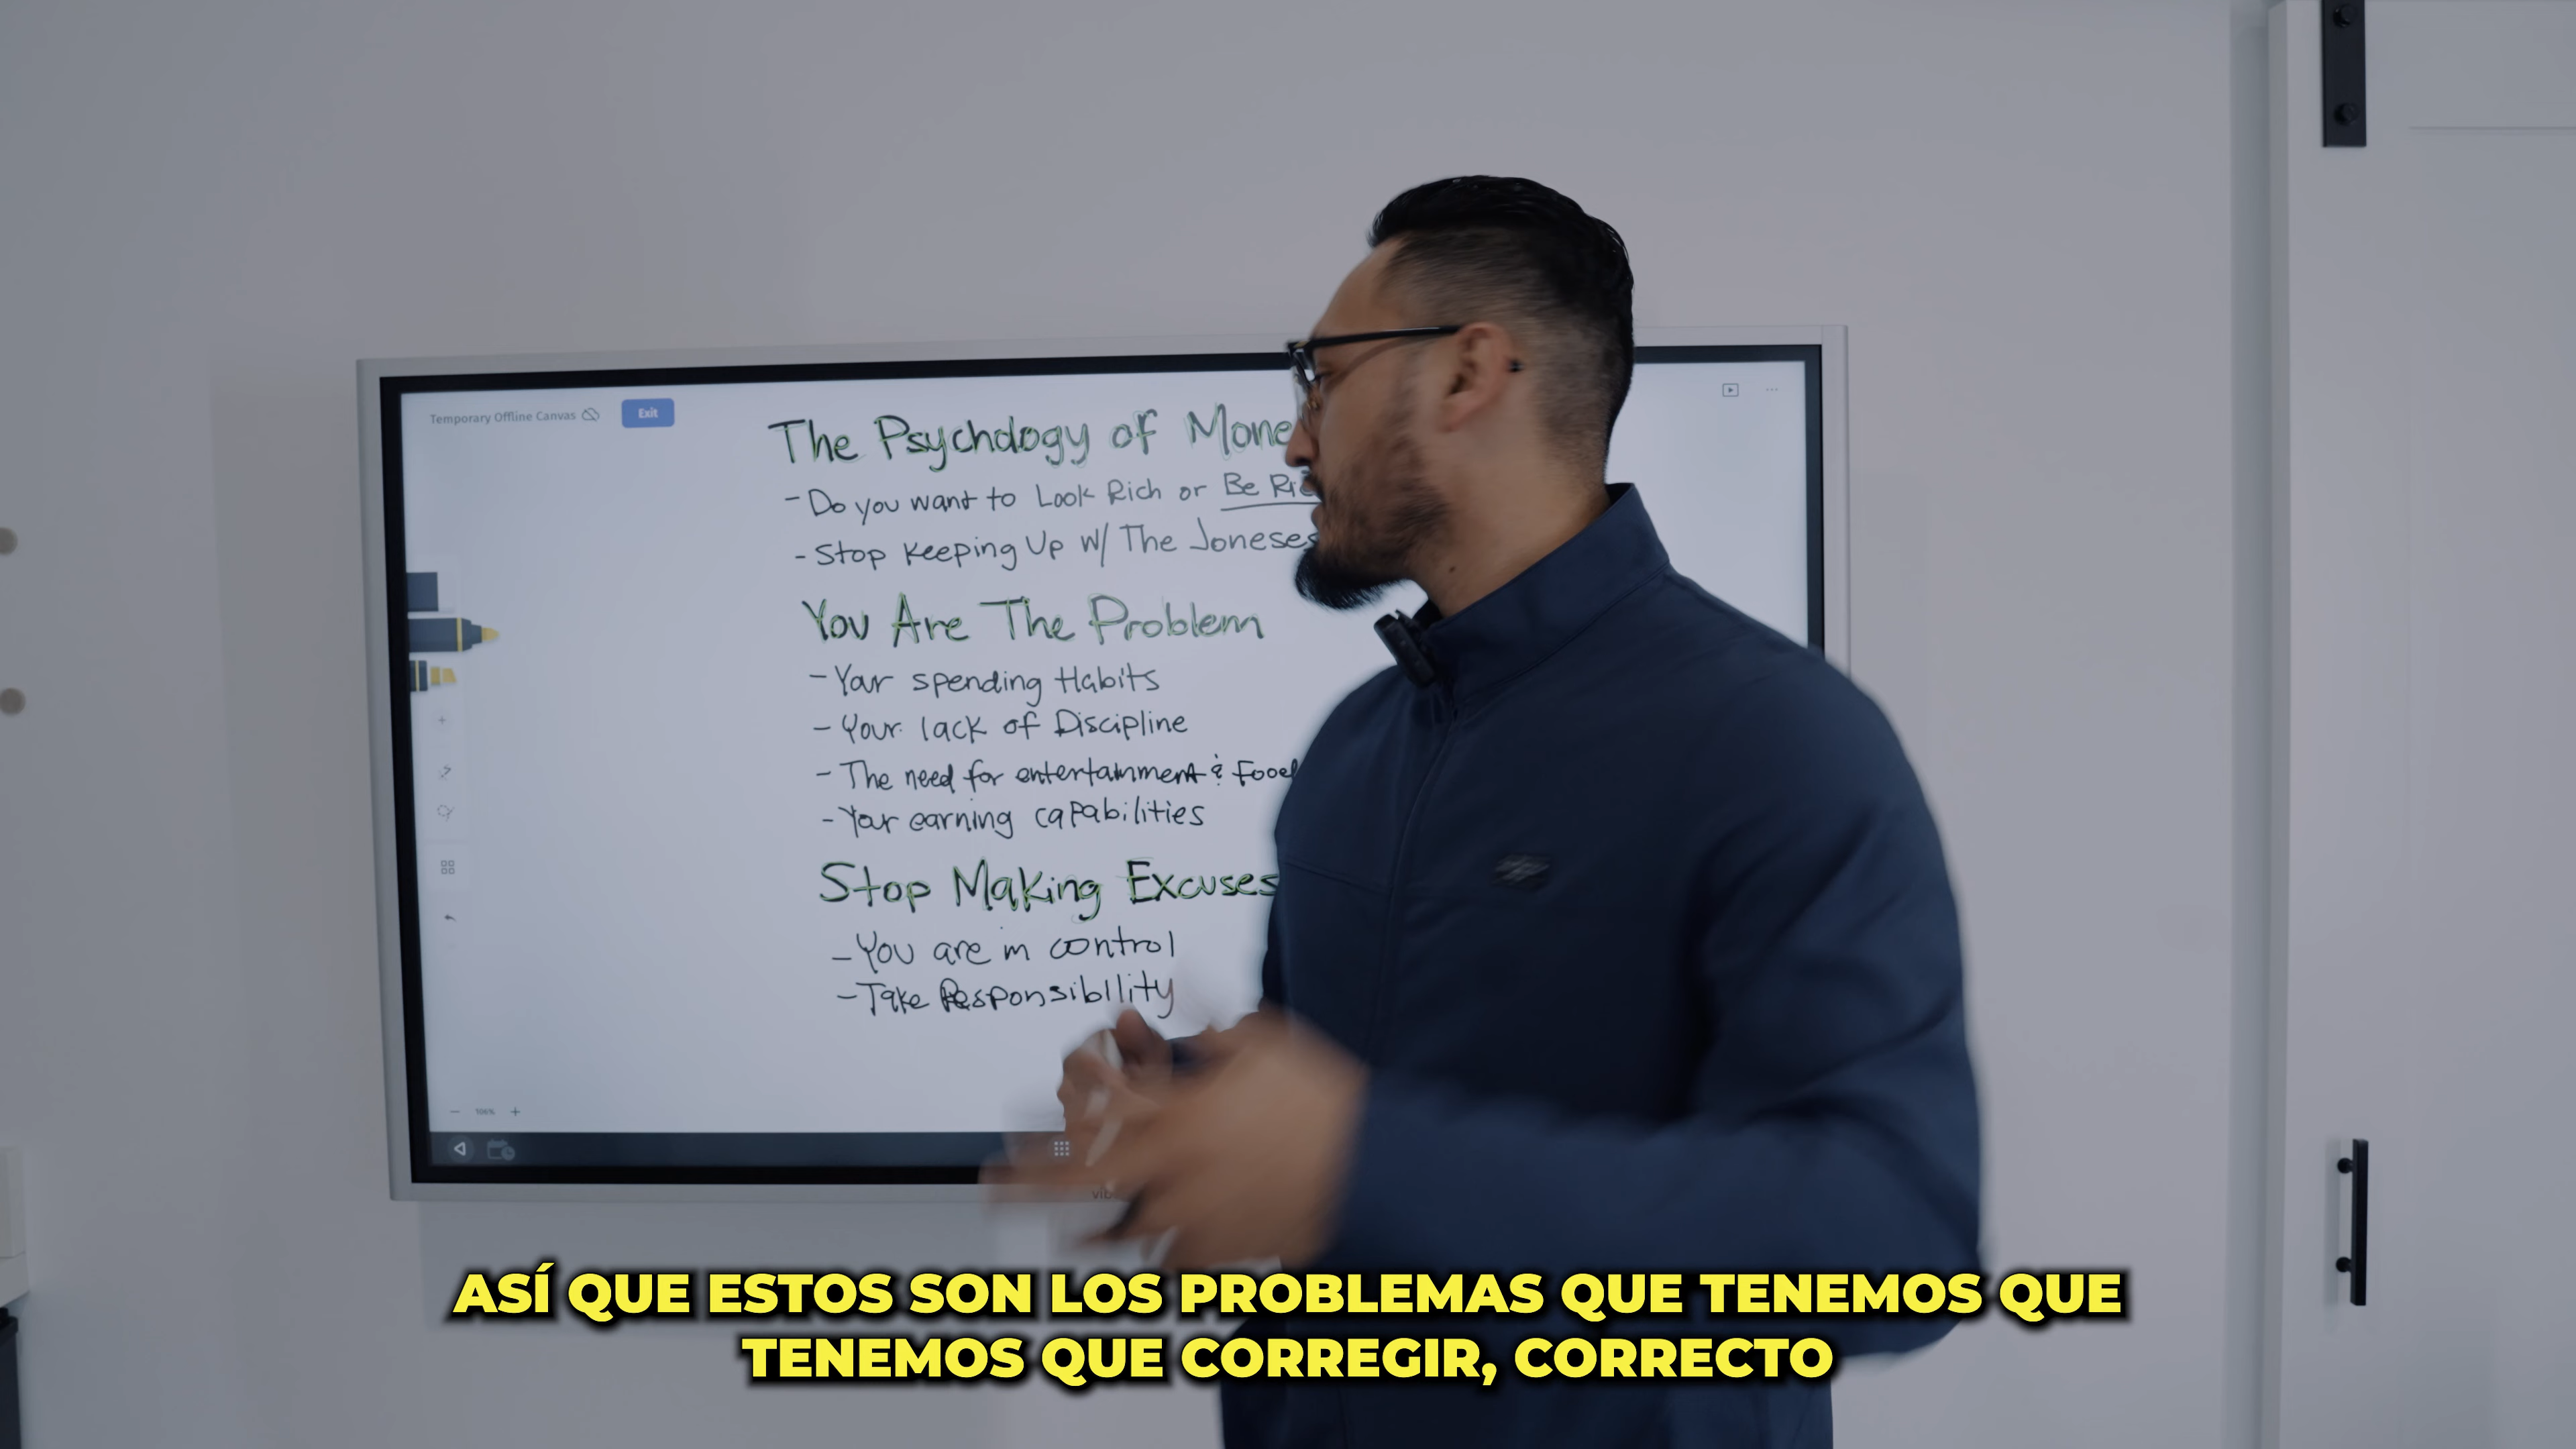 Temporary Offline Canvas
Exit
The Psychology of Mone
- Do you want to Look Rich or Be Ric
- Stop Keeping Up w/ The Joneses
You Are The Problem
- Your spending Habits
- Your lack of Discipline
- The need for entertainment & Food
- Your earning capabilities
Stop Making Excuses
- You are in control
- Take Responsibility
106%
ASÍ QUE ESTOS SON LOS PROBLEMAS QUE TENEMOS QUE
TENEMOS QUE CORREGIR, CORRECTO